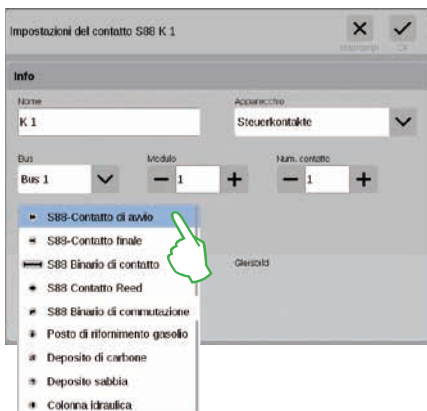 Impostazioni del contatto S88 K 1
Info
Nome
Apparecchio
K 1
Steuerkontakte
Bus
Modulo
Num. contatto
Bus 1
1
1
S88-Contatto di avvio
S88-Contatto finale
S88 Binario di contatto
Gleisbild
S88 Contatto Reed
S88 Binario di commutazione
Posto di rifornimento gasolio
Deposito di carbone
Deposito sabbia
Colonna idraulica